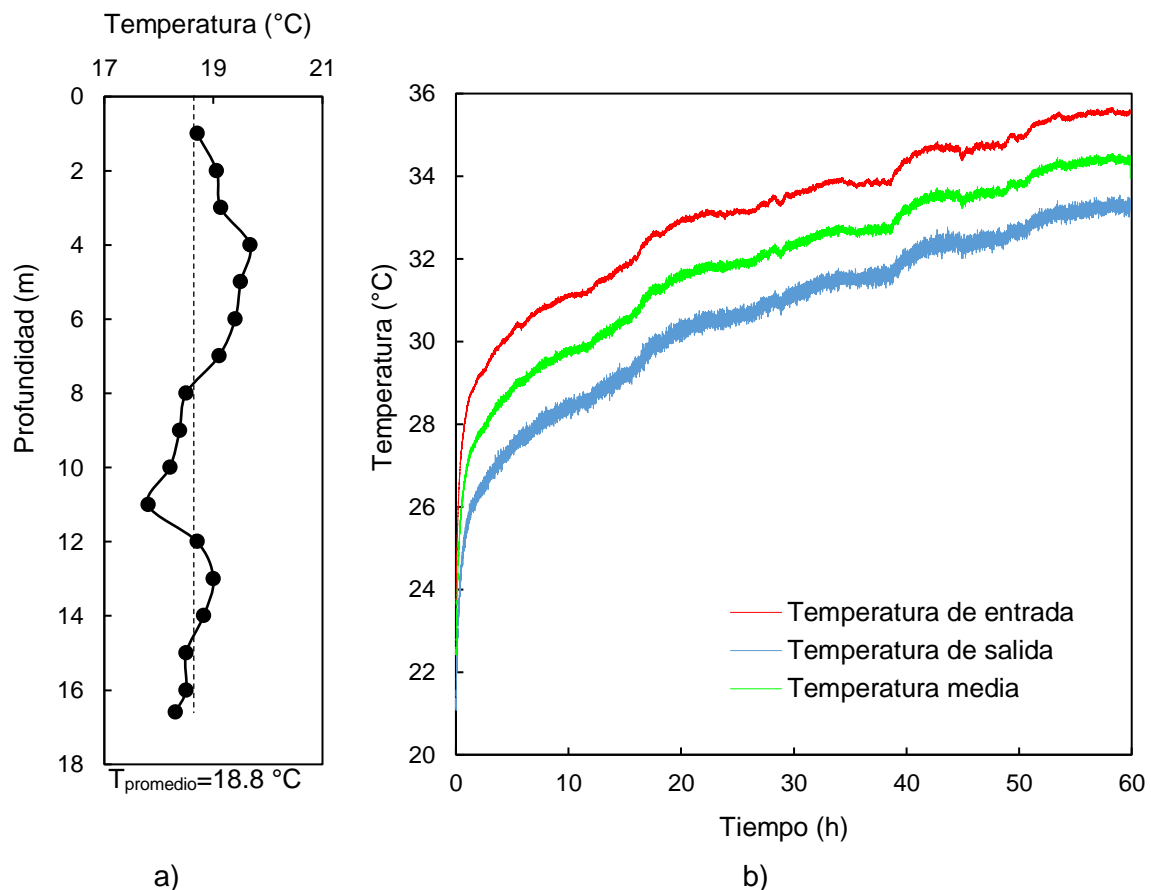 Temperatura (°C)
17 19 21
0
2
4
6
8
10
12
14
16
18
Profundidad (m)
Tpromedio=18.8 °C
a)
36
34
32
30
28
26
24
22
20
Temperatura (°C)
Temperatura de entrada
Temperatura de salida
Temperatura media
0 10 20 30 40 50 60
Tiempo (h)
b)